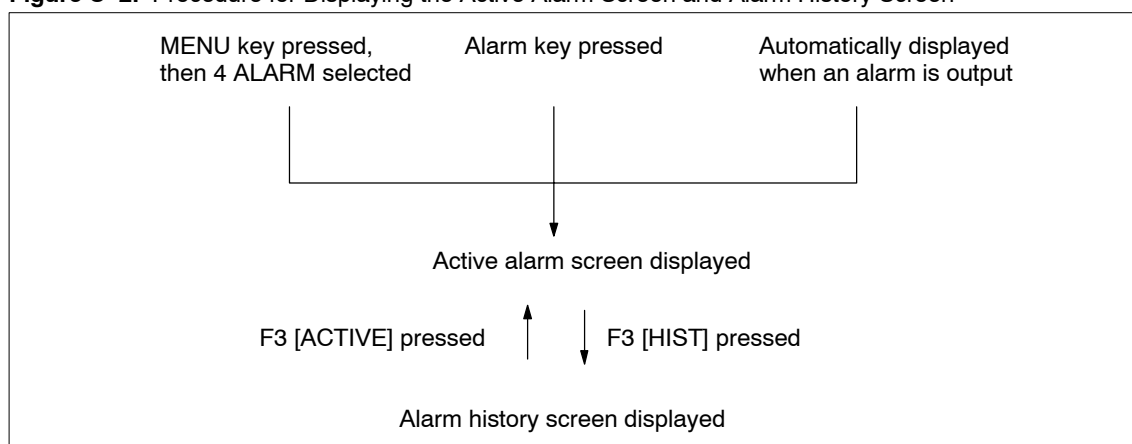 Figure 3–2. Procedure for Displaying the Active Alarm Screen and Alarm History Screen
MENU key pressed,
then 4 ALARM selected
Alarm key pressed
Automatically displayed
when an alarm is output
Active alarm screen displayed
F3 [ACTIVE] pressed
F3 [HIST] pressed
Alarm history screen displayed